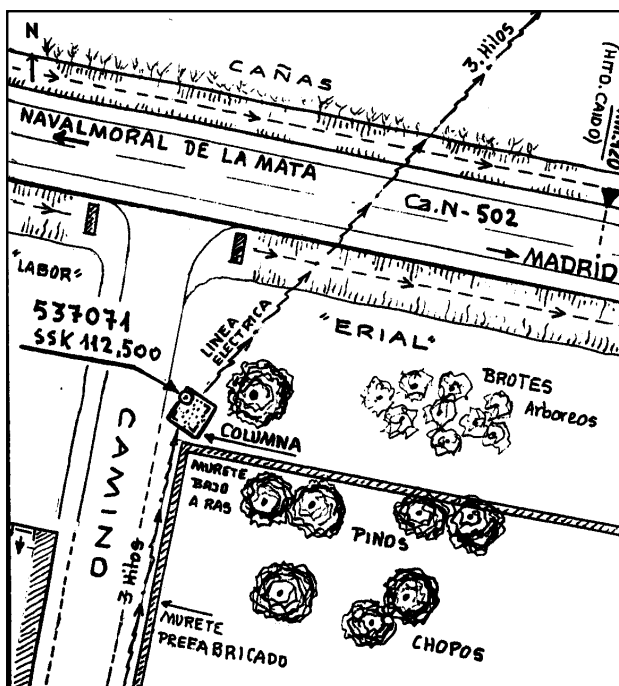 N
CAÑAS
3. Hilos
(HITO.CAIDO)
NAVALMORAL DE LA MATA
Ca.N-502
MADRID
"LABOR"
537071
SSK 112,500
LINEA
ELECTRICA
"ERIAL"
BROTES
Arboreos
COLUMNA
CAMINO
MURETE
BAJO
A RAS
PINOS
3 Hilos
MURETE
PREFABRICADO
CHOPOS